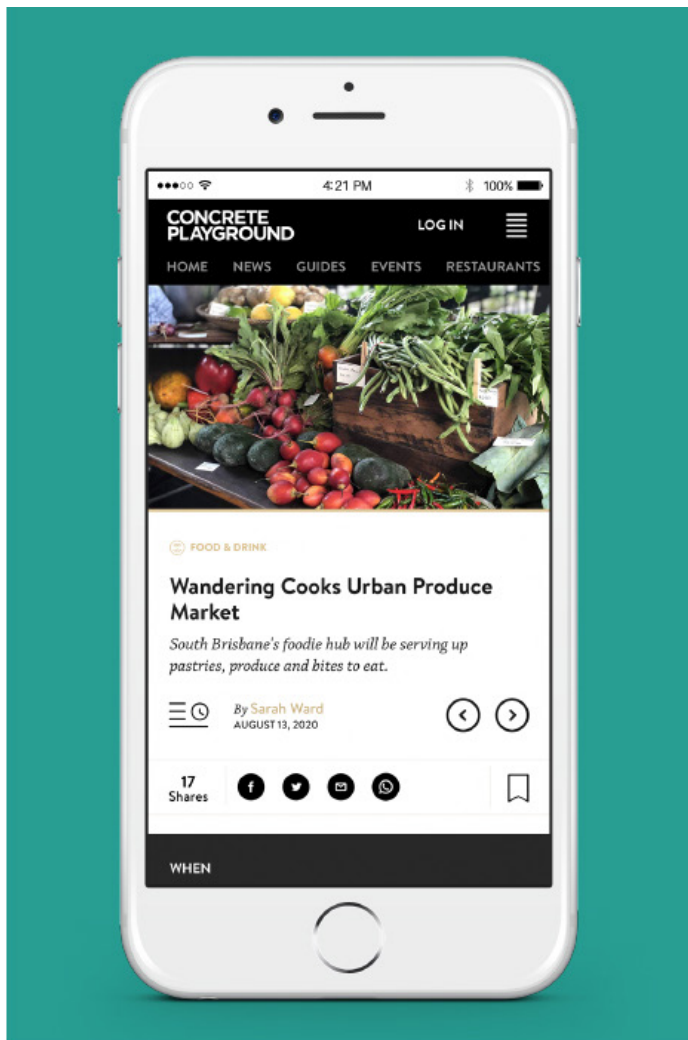 4:21 PM
100%
CONCRETE
PLAYGROUND
LOG IN
HOME NEWS GUIDES EVENTS RESTAURANTS
FOOD & DRINK
Wandering Cooks Urban Produce
Market
South Brisbane's foodie hub will be serving up
pastries, produce and bites to eat.
By Sarah Ward
AUGUST 13, 2020
17
Shares
WHEN